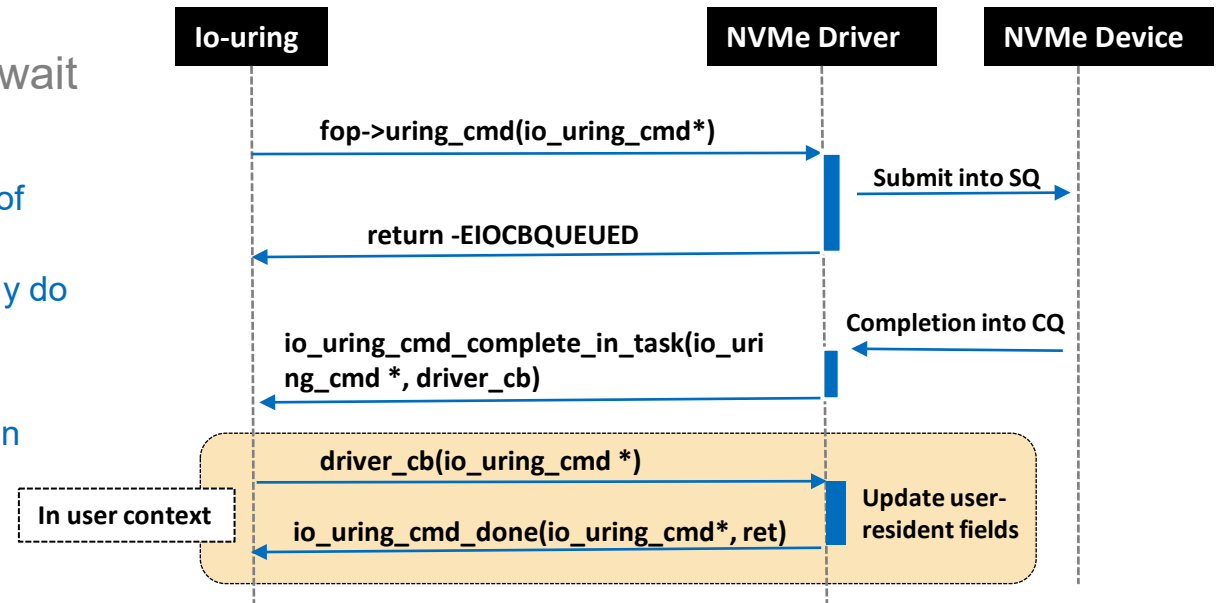 Io-uring
NVMe Driver
NVMe Device
wait
fop->uring_cmd(io_uring_cmd*)
Submit into SQ
of
return -EIOCBQUEUED
y do
Completion into CQ
io_uring_cmd_complete_in_task(io_uri
ng_cmd *, driver_cb)
n
driver_cb(io_uring_cmd *)
In user context
Update user-
resident fields
io_uring_cmd_done(io_uring_cmd*, ret)